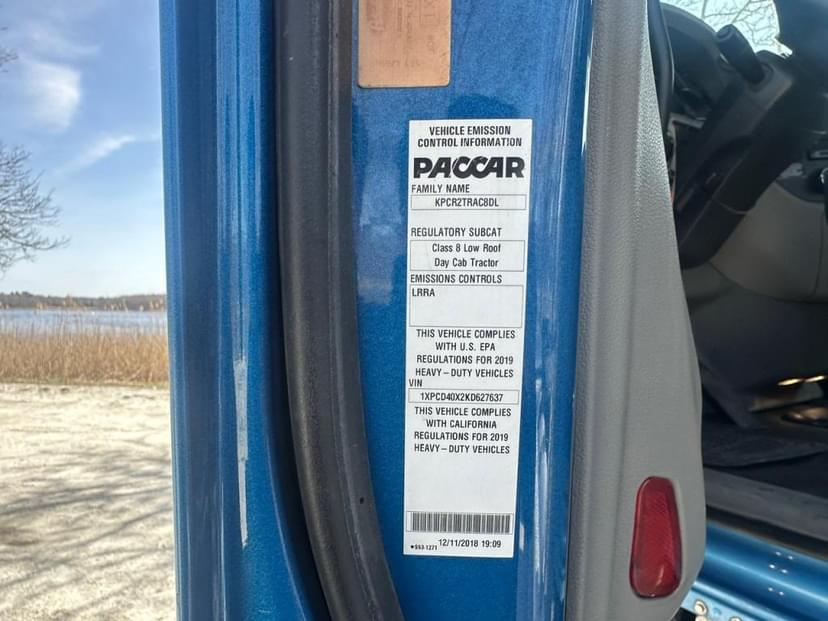 VEHICLE EMISSION
CONTROL INFORMATION
PACCAR
FAMILY NAME
KPCR2TRAC8DL
REGULATORY SUBCAT
Class 8 Low Roof
Day Cab Tractor
EMISSIONS CONTROLS
LRRA
THIS VEHICLE COMPLIES
WITH U.S. EPA
REGULATIONS FOR 2019
HEAVY-DUTY VEHICLES
VIN
1XPCD40X2KD627637
THIS VEHICLE COMPLIES
WITH CALIFORNIA
REGULATIONS FOR 2019
HEAVY-DUTY VEHICLES
12/11/2018 19:09
★S53-1271